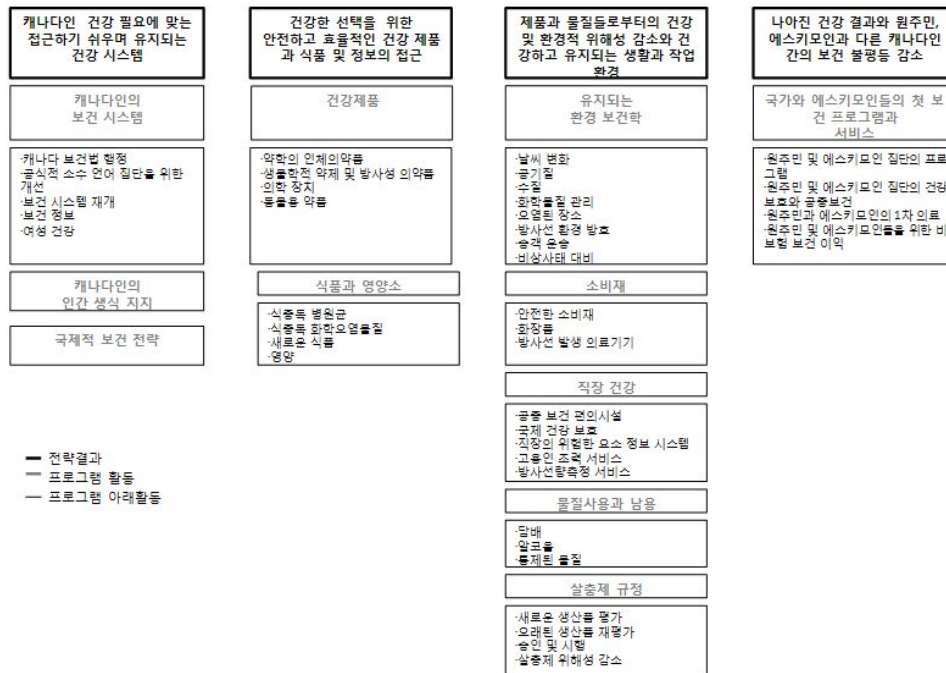 캐나다인 건강 필요에 맞는
접근하기 쉬우며 유지되는
건강 시스템
캐나다인의
보건 시스템
·캐나다 보건법 행정
·공식적 소수 언어 집단을 위한
개선
·보건 시스템 재개
·보건 정보
·여성 건강
캐나다인의
인간 생식 지지
국제적 보건 전략
건강한 선택을 위한
안전하고 효율적인 건강 제품
과 식품 및 정보의 접근
건강제품
·약학의 인체의약품
·생물학적 약제 및 방사성 의약품
·의학 장치
·동물용 약품
식품과 영양소
·식중독 병원균
·식중독 화학오염물질
·새로운 식품
·영양
제품과 물질들로부터의 건강
및 환경적 위해성 감소와 건
강하고 유지되는 생활과 작업
환경
유지되는
환경 보건학
·날씨 변화
·공기질
·수질
·화학물질 관리
·오염된 장소
·방사선 환경 방호
·승객 운송
·비상사태 대비
소비재
·안전한 소비재
·화장품
·방사선 발생 의료기기
직장 건강
·공중 보건 편의시설
·국제 건강 보호
·직장의 위험한 요소 정보 시스템
·고용인 조력 서비스
·방사선량측정 서비스
물질사용과 남용
·담배
·알코올
·통제된 물질
살충제 규정
·새로운 생산품 평가
·오래된 생산품 재평가
·승인 및 시행
·살충제 위해성 감소
나아진 건강 결과와 원주민,
에스키모인과 다른 캐나다인
간의 보건 불평등 감소
국가와 에스키모인들의 첫 보
건 프로그램과
서비스
·원주민 및 에스키모인 집단의 프로
그램
·원주민 및 에스키모인 집단의 건강
보호와 공중보건
·원주민과 에스키모인의 1차 의료
·원주민 및 에스키모인들을 위한 비
보험 보건 이익
전략결과
프로그램 활동
프로그램 아래활동